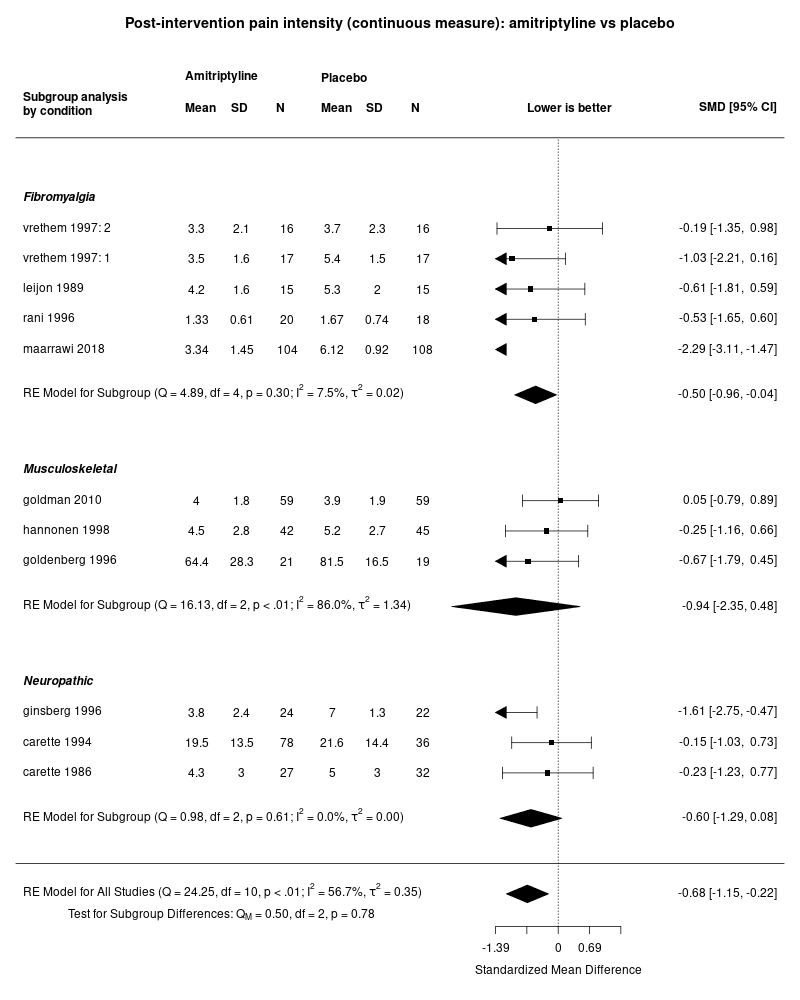 Post-intervention pain intensity (continuous measure): amitriptyline vs placebo
Amitriptyline Placebo
Subgroup analysis
by condition Mean SD N Mean SD N Lower is better SMD [95% CI]
Fibromyalgia
vrethem 1997: 2 3.3 2.1 16 3.7 2.3 16 -0.19 [-1.35, 0.98]
vrethem 1997: 1 3.5 1.6 17 5.4 1.5 17 -1.03 [-2.21, 0.16]
leijon 1989 4.2 1.6 15 5.3 2 15 -0.61 [-1.81, 0.59]
rani 1996 1.33 0.61 20 1.67 0.74 18 -0.53 [-1.65, 0.60]
maarrawi 2018 3.34 1.45 104 6.12 0.92 108 -2.29 [-3.11, -1.47]
RE Model for Subgroup (Q = 4.89, df = 4, p = 0.30; I² = 7.5%, τ² = 0.02) -0.50 [-0.96, -0.04]
Musculoskeletal
goldman 2010 4 1.8 59 3.9 1.9 59 0.05 [-0.79, 0.89]
hannonen 1998 4.5 2.8 42 5.2 2.7 45 -0.25 [-1.16, 0.66]
goldenberg 1996 64.4 28.3 21 81.5 16.5 19 -0.67 [-1.79, 0.45]
RE Model for Subgroup (Q = 16.13, df = 2, p < .01; I² = 86.0%, τ² = 1.34) -0.94 [-2.35, 0.48]
Neuropathic
ginsberg 1996 3.8 2.4 24 7 1.3 22 -1.61 [-2.75, -0.47]
carette 1994 19.5 13.5 78 21.6 14.4 36 -0.15 [-1.03, 0.73]
carette 1986 4.3 3 27 5 3 32 -0.23 [-1.23, 0.77]
RE Model for Subgroup (Q = 0.98, df = 2, p = 0.61; I² = 0.0%, τ² = 0.00) -0.60 [-1.29, 0.08]
RE Model for All Studies (Q = 24.25, df = 10, p < .01; I² = 56.7%, τ² = 0.35) -0.68 [-1.15, -0.22]
Test for Subgroup Differences: Q_M = 0.50, df = 2, p = 0.78
-1.39 0 0.69
Standardized Mean Difference